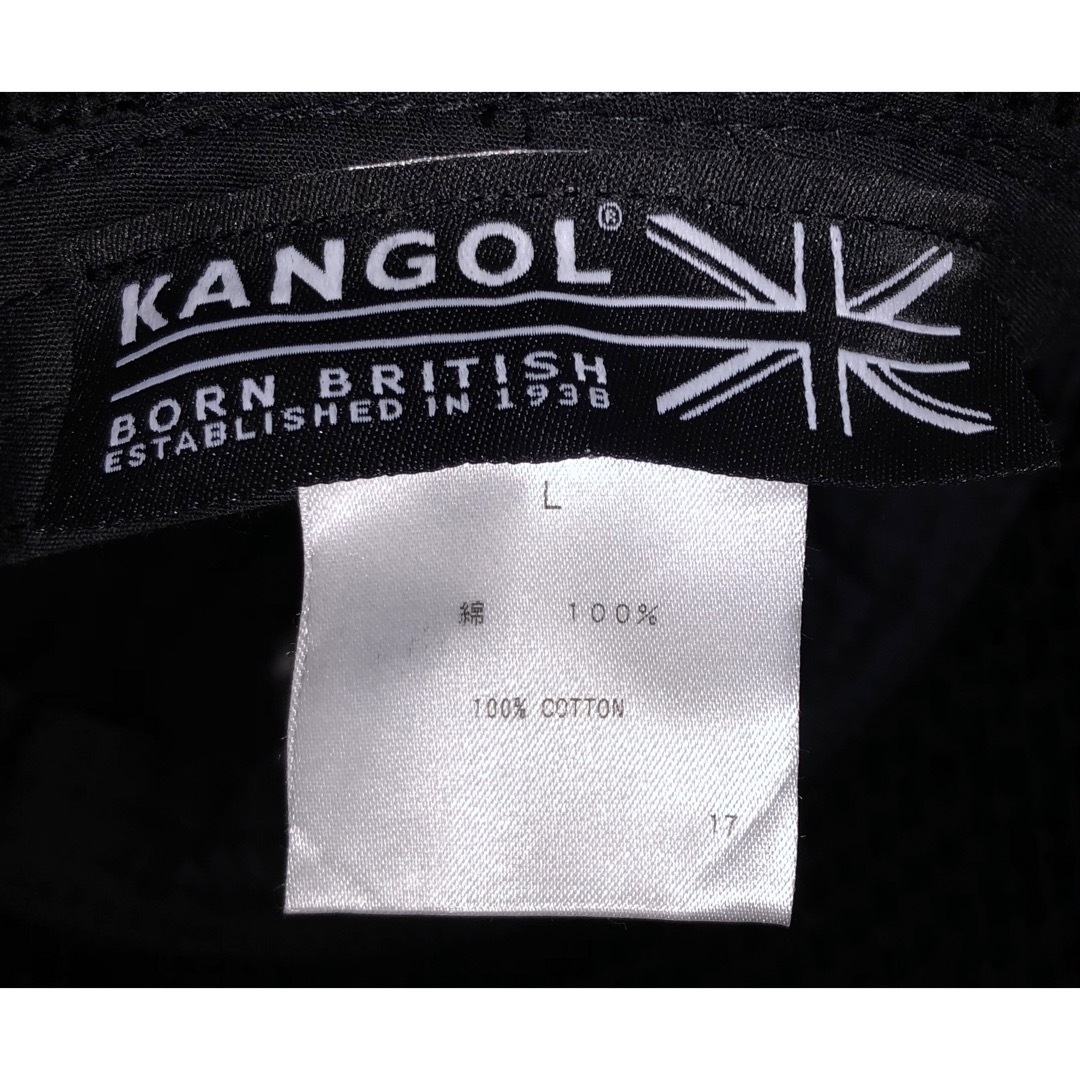 KANGOL®
BORN BRITISH
ESTABLISHED IN 1938
L
綿 100%
100% COTTON
17